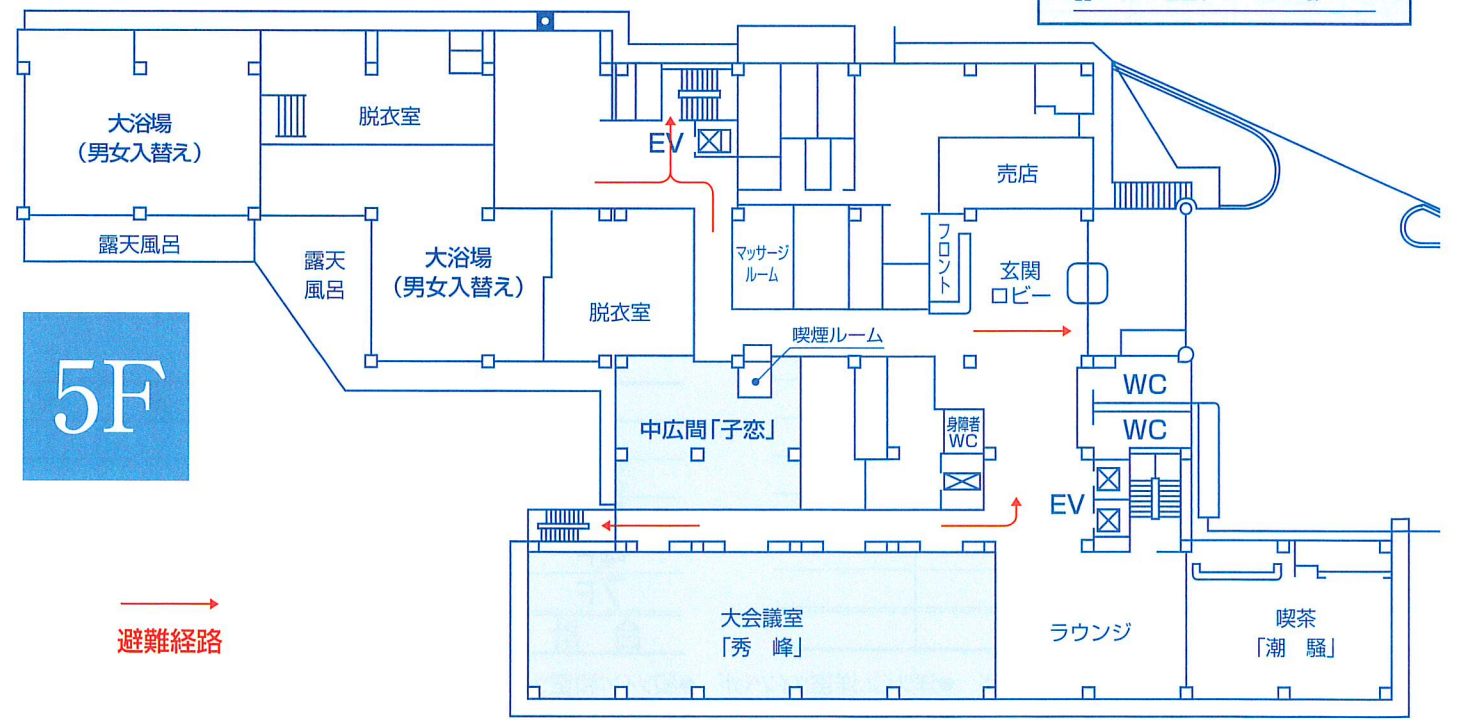 大浴場
（男女入替え）
脱衣室
EV
売店
露天風呂
露天
風呂
大浴場
（男女入替え）
脱衣室
マッサージ
ルーム
フロント
玄関
ロビー
喫煙ルーム
5F
中広間「子恋」
身障者
WC
WC
WC
EV
避難経路
大会議室
「秀　峰」
ラウンジ
喫茶
「潮　騒」